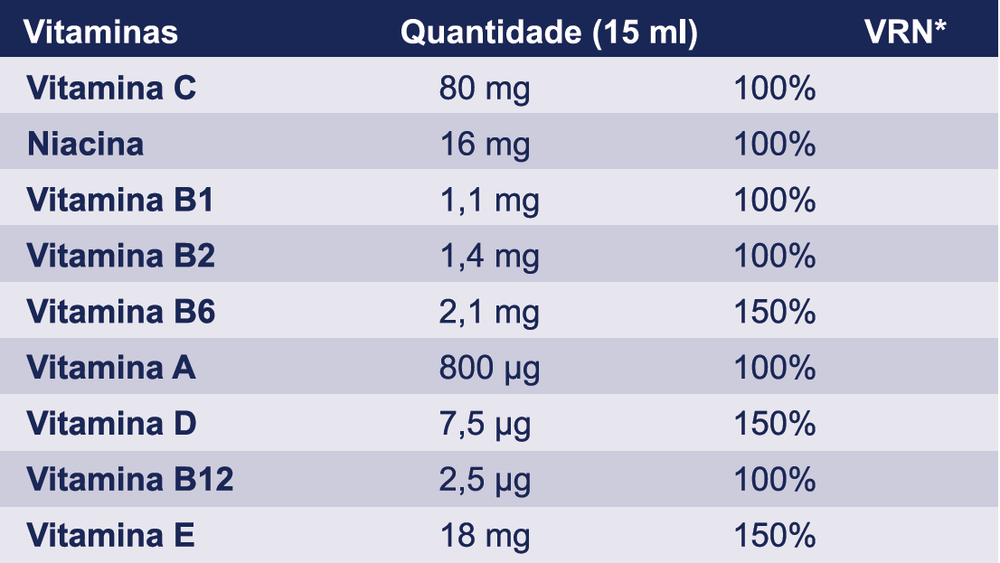 Vitaminas Quantidade (15 ml) VRN*
Vitamina C 80 mg 100%
Niacina 16 mg 100%
Vitamina B1 1,1 mg 100%
Vitamina B2 1,4 mg 100%
Vitamina B6 2,1 mg 150%
Vitamina A 800 µg 100%
Vitamina D 7,5 µg 150%
Vitamina B12 2,5 µg 100%
Vitamina E 18 mg 150%